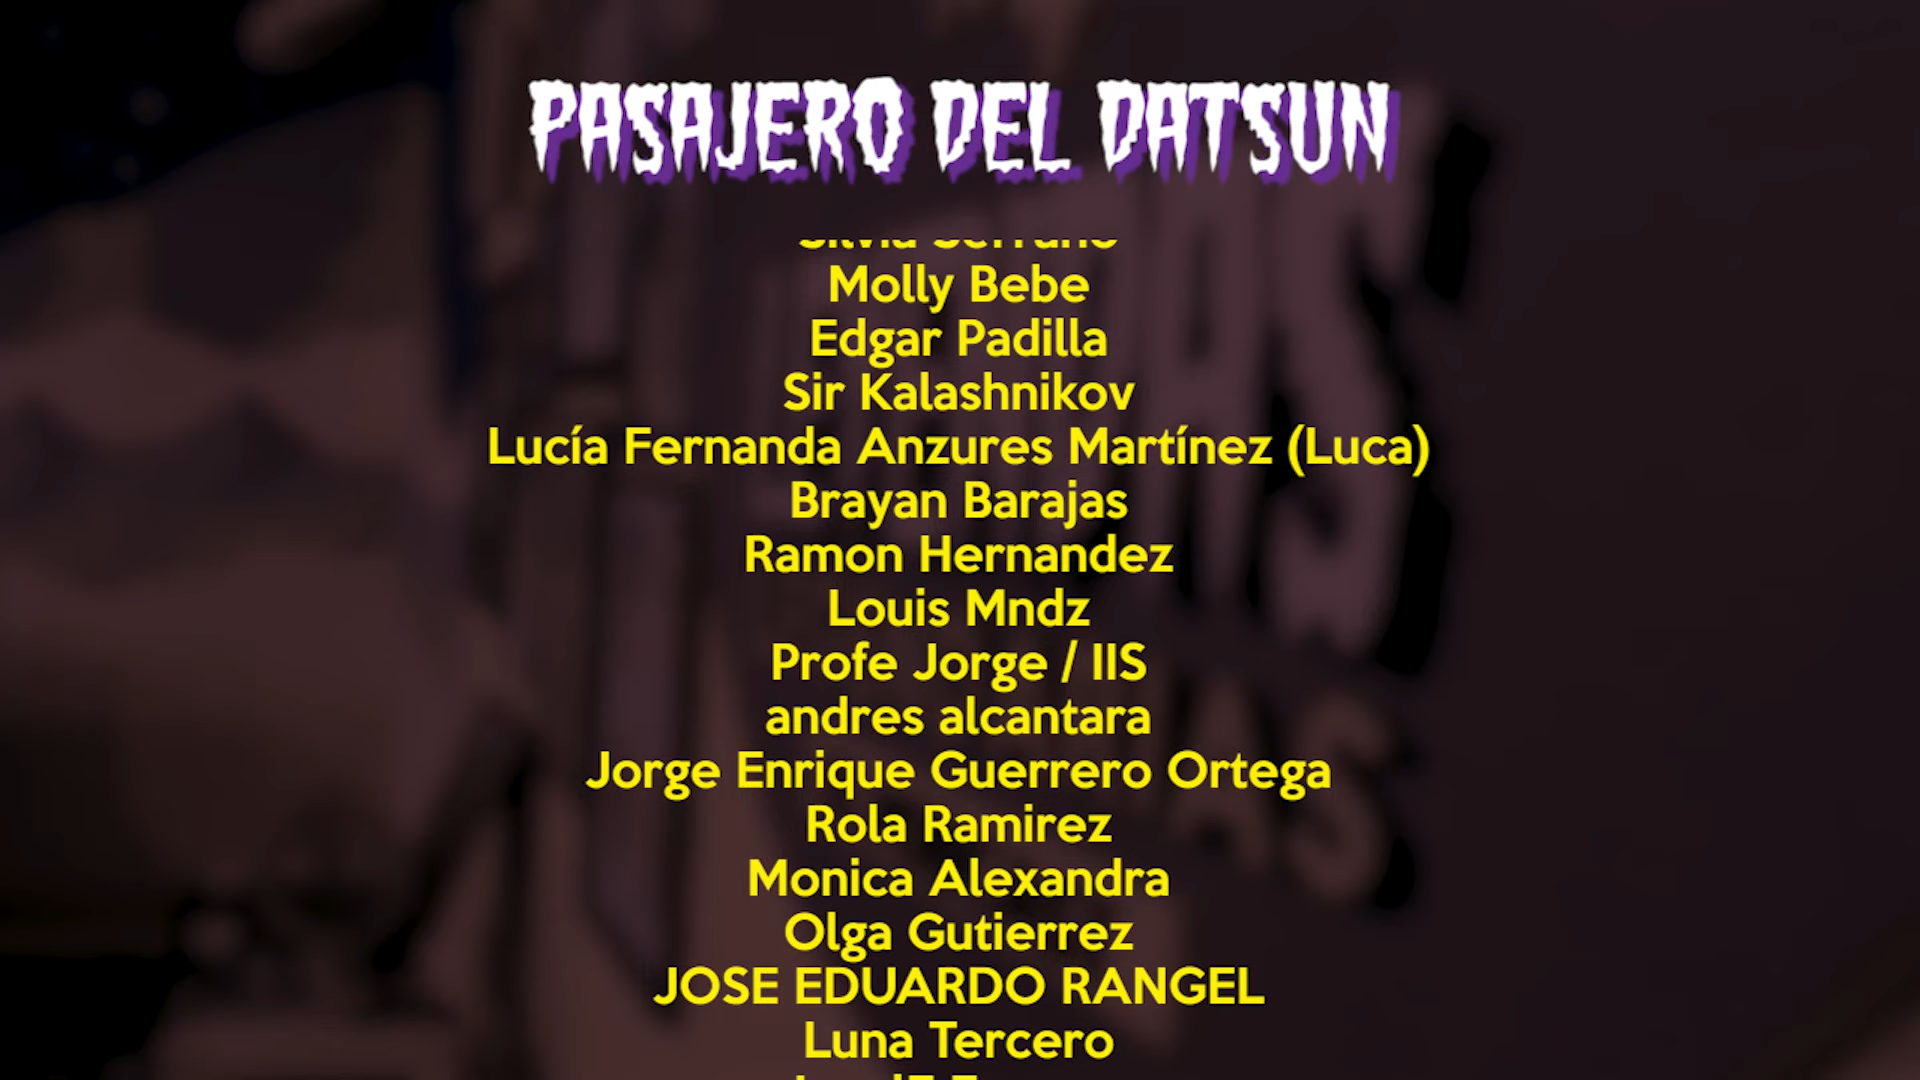 PASAJERO DEL DATSUN
Silvia Serrano
Molly Bebe
Edgar Padilla
Sir Kalashnikov
Lucía Fernanda Anzures Martínez (Luca)
Brayan Barajas
Ramon Hernandez
Louis Mndz
Profe Jorge / IIS
andres alcantara
Jorge Enrique Guerrero Ortega
Rola Ramirez
Monica Alexandra
Olga Gutierrez
JOSE EDUARDO RANGEL
Luna Tercero